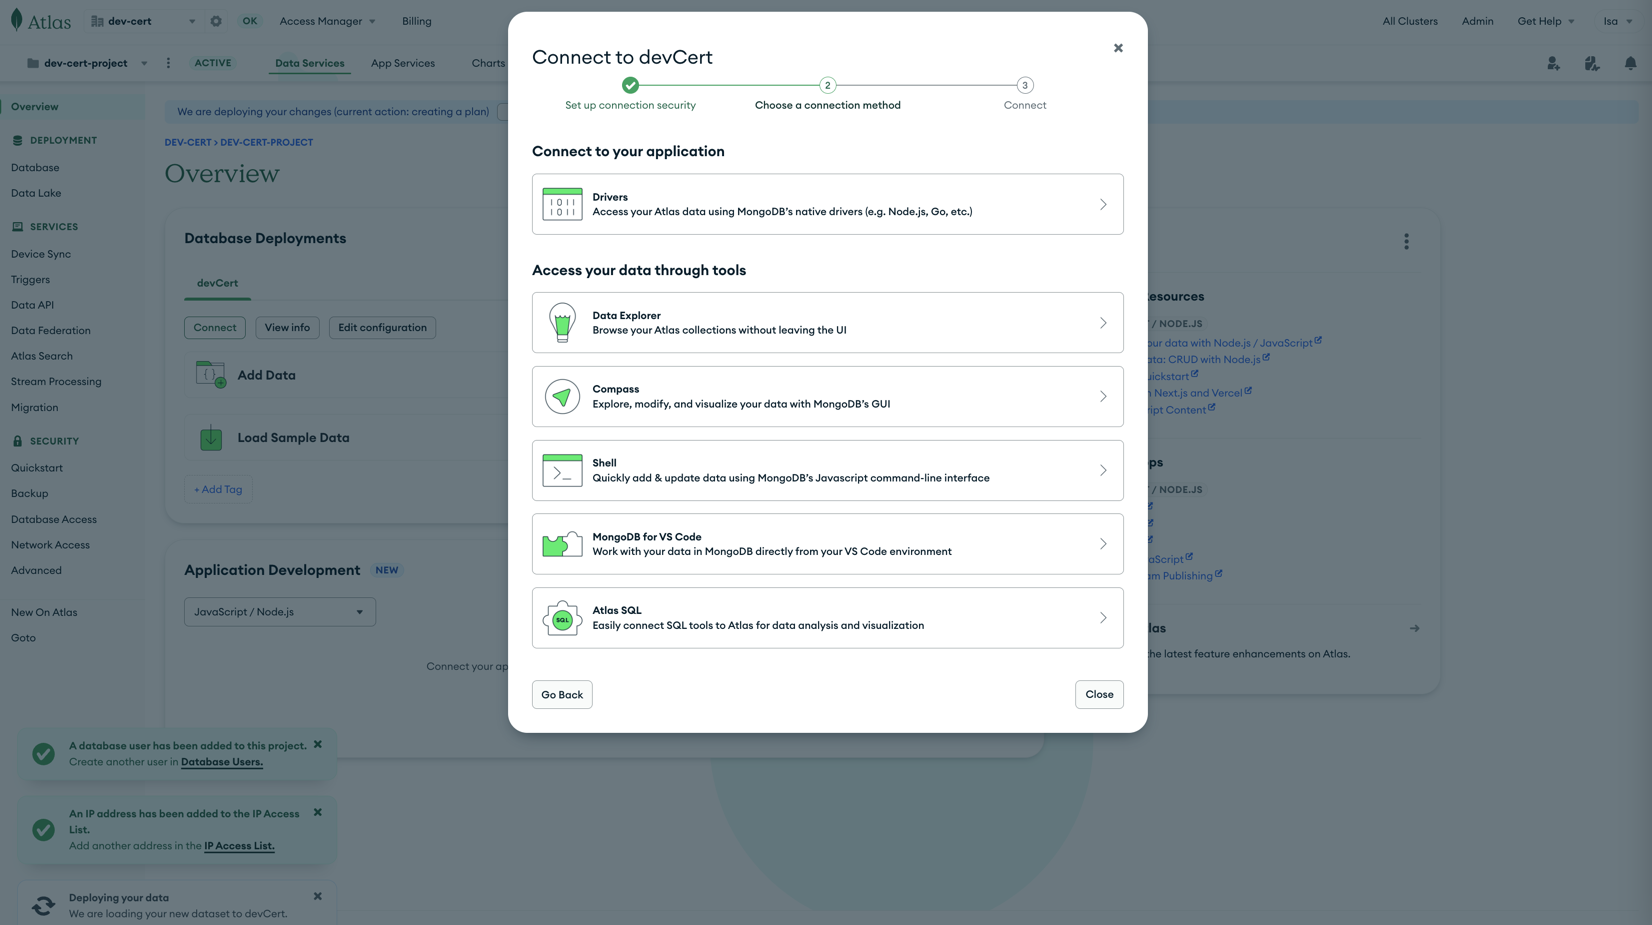 Atlas
dev-cert
OK
Access Manager
Billing
All Clusters
Admin
Get Help
Isa
dev-cert-project
ACTIVE
Data Services
App Services
Charts
Overview
DEPLOYMENT
Database
Data Lake
SERVICES
Device Sync
Triggers
Data API
Data Federation
Atlas Search
Stream Processing
Migration
SECURITY
Quickstart
Backup
Database Access
Network Access
Advanced
New On Atlas
Goto
We are deploying your changes (current action: creating a plan)
DEV-CERT > DEV-CERT-PROJECT
Overview
Database Deployments
devCert
Connect
View info
Edit configuration
Add Data
Load Sample Data
+ Add Tag
Application Development
NEW
JavaScript / Node.js
Connect your ap
A database user has been added to this project.
Create another user in Database Users.
An IP address has been added to the IP Access
List.
Add another address in the IP Access List.
Deploying your data
We are loading your new dataset to devCert.
Connect to devCert
2
3
Set up connection security
Choose a connection method
Connect
Connect to your application
1011
1011
Drivers
Access your Atlas data using MongoDB's native drivers (e.g. Node.js, Go, etc.)
Access your data through tools
Data Explorer
Browse your Atlas collections without leaving the UI
Compass
Explore, modify, and visualize your data with MongoDB's GUI
Shell
Quickly add & update data using MongoDB's Javascript command-line interface
MongoDB for VS Code
Work with your data in MongoDB directly from your VS Code environment
SQL
Atlas SQL
Easily connect SQL tools to Atlas for data analysis and visualization
Go Back
Close
esources
/ NODE.JS
our data with Node.js / JavaScript
ata: CRUD with Node.js
uickstart
n Next.js and Vercel
ript Content
ps
/ NODE.JS
aScript
am Publishing
las
he latest feature enhancements on Atlas.